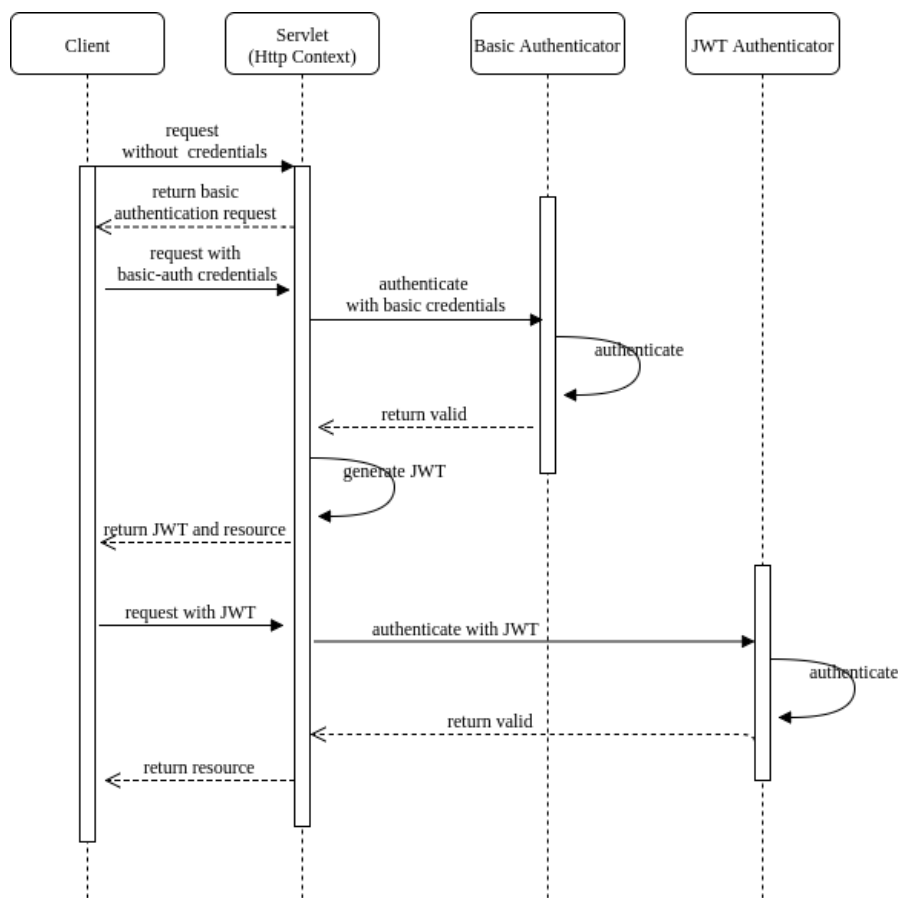 Client
Servlet
(Http Context)
Basic Authenticator
JWT Authenticator
request
without credentials
return basic
authentication request
request with
basic-auth credentials
authenticate
with basic credentials
authenticate
return valid
generate JWT
return JWT and resource
request with JWT
authenticate with JWT
authenticate
return valid
return resource